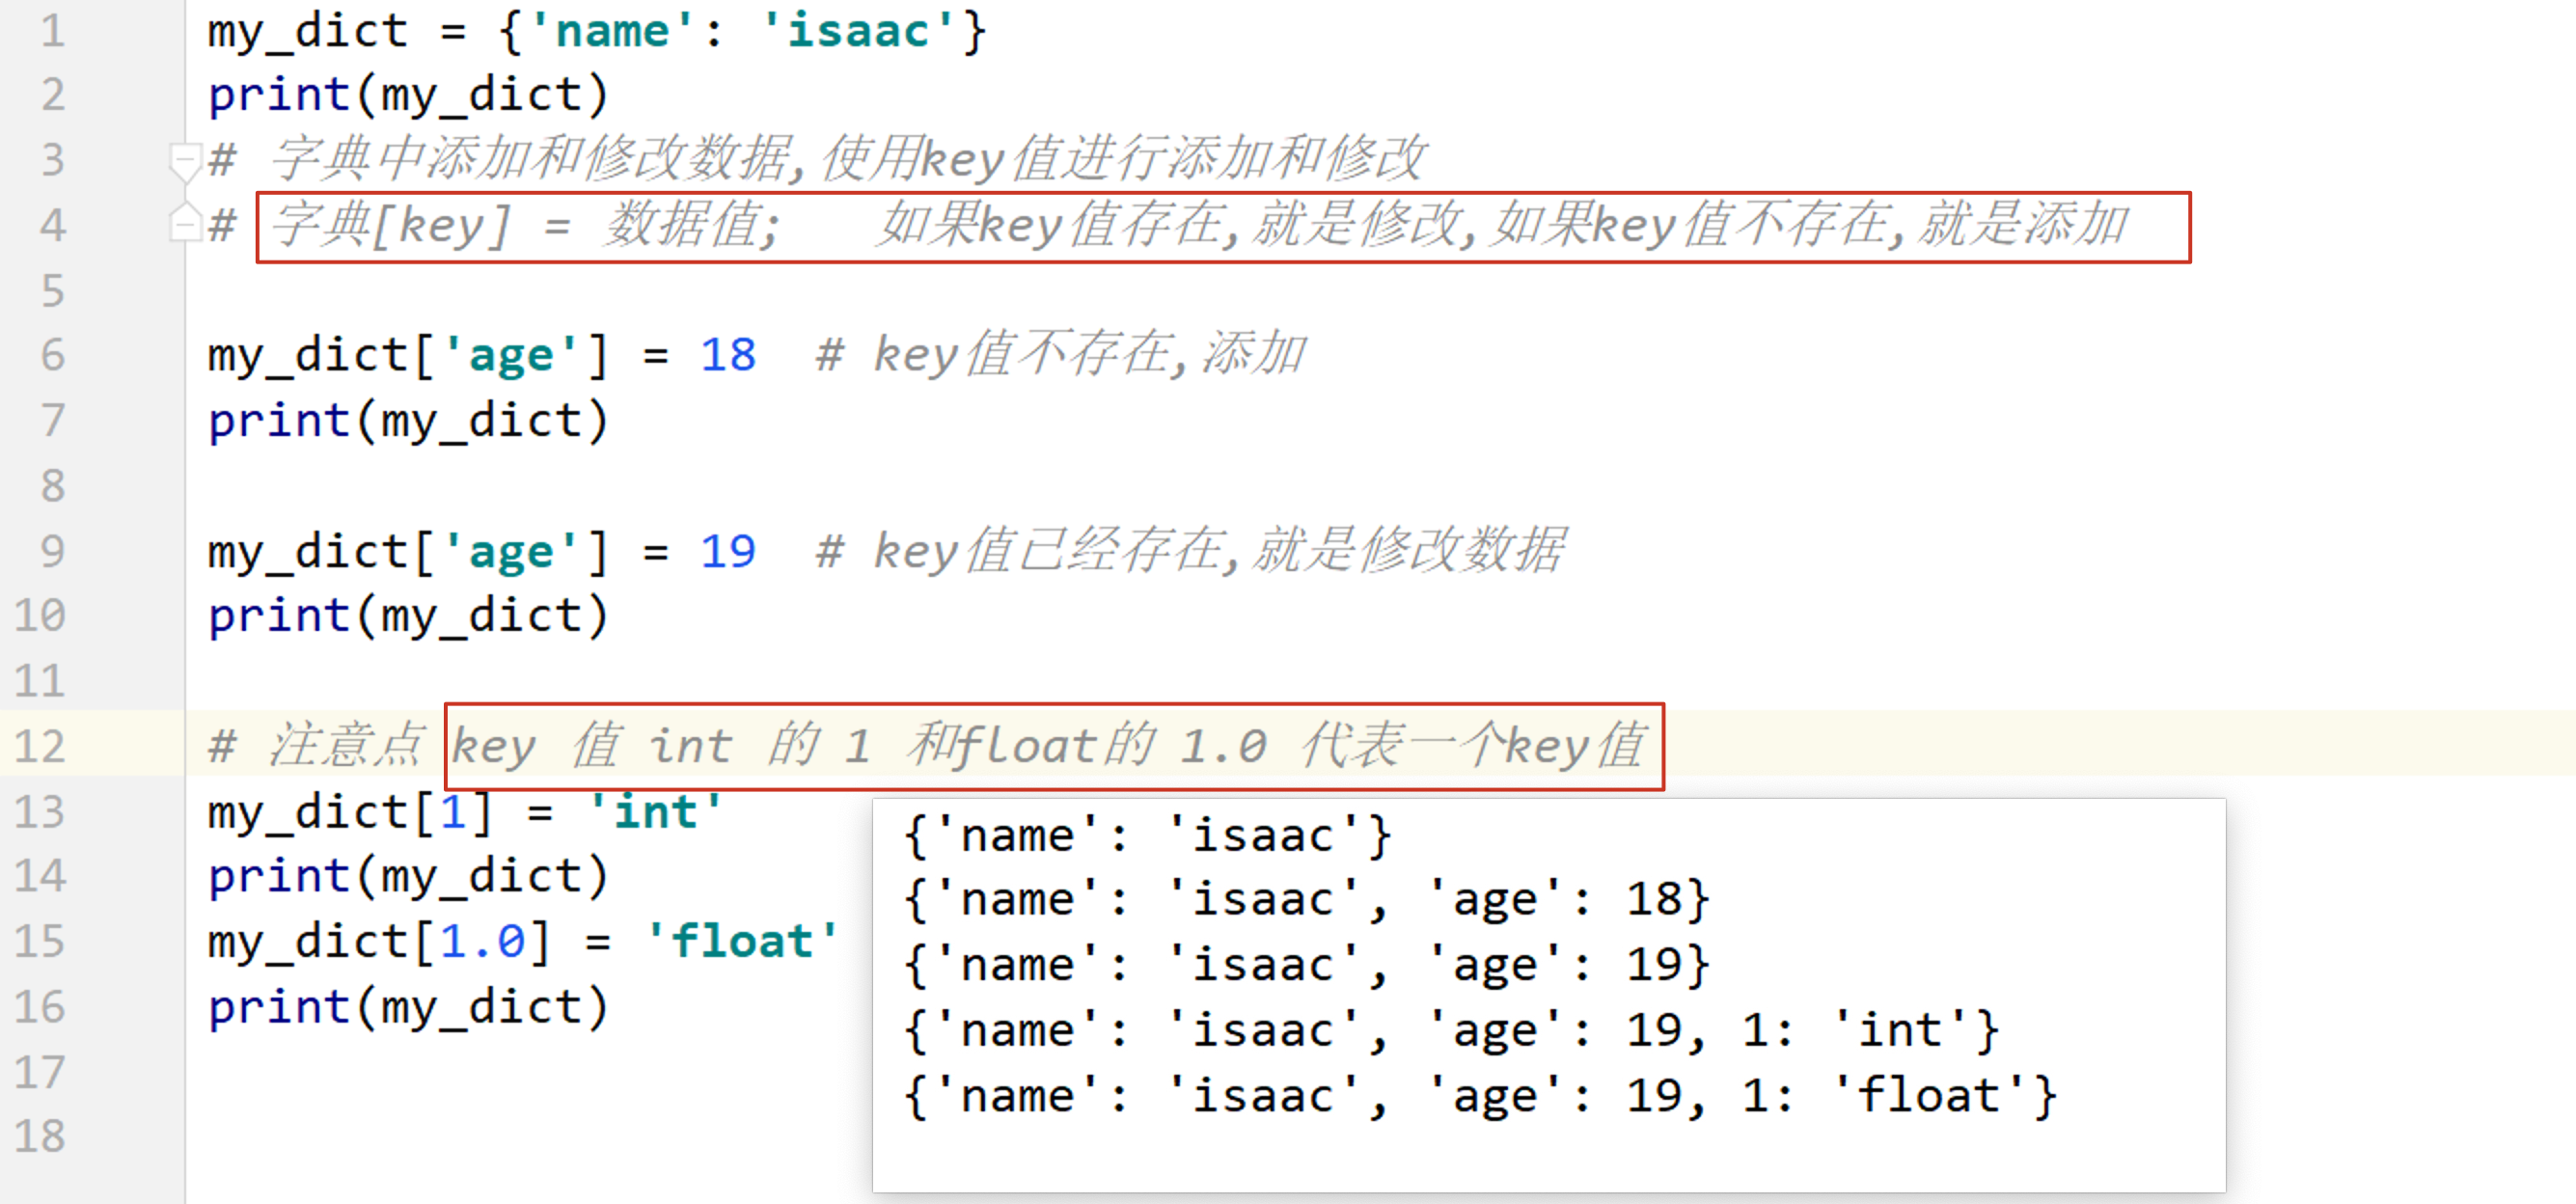 1 my_dict = {'name': 'isaac'}
2 print(my_dict)
3 # 字典中添加和修改数据,使用key值进行添加和修改
4 # 字典[key] = 数据值;   如果key值存在,就是修改,如果key值不存在,就是添加
5
6 my_dict['age'] = 18  # key值不存在,添加
7 print(my_dict)
8
9 my_dict['age'] = 19  # key值已经存在,就是修改数据
10 print(my_dict)
11
12 # 注意点 key 值 int 的 1 和float的 1.0 代表一个key值
13 my_dict[1] = 'int'
14 print(my_dict)
15 my_dict[1.0] = 'float'
16 print(my_dict)
17
18
{'name': 'isaac'}
{'name': 'isaac', 'age': 18}
{'name': 'isaac', 'age': 19}
{'name': 'isaac', 'age': 19, 1: 'int'}
{'name': 'isaac', 'age': 19, 1: 'float'}